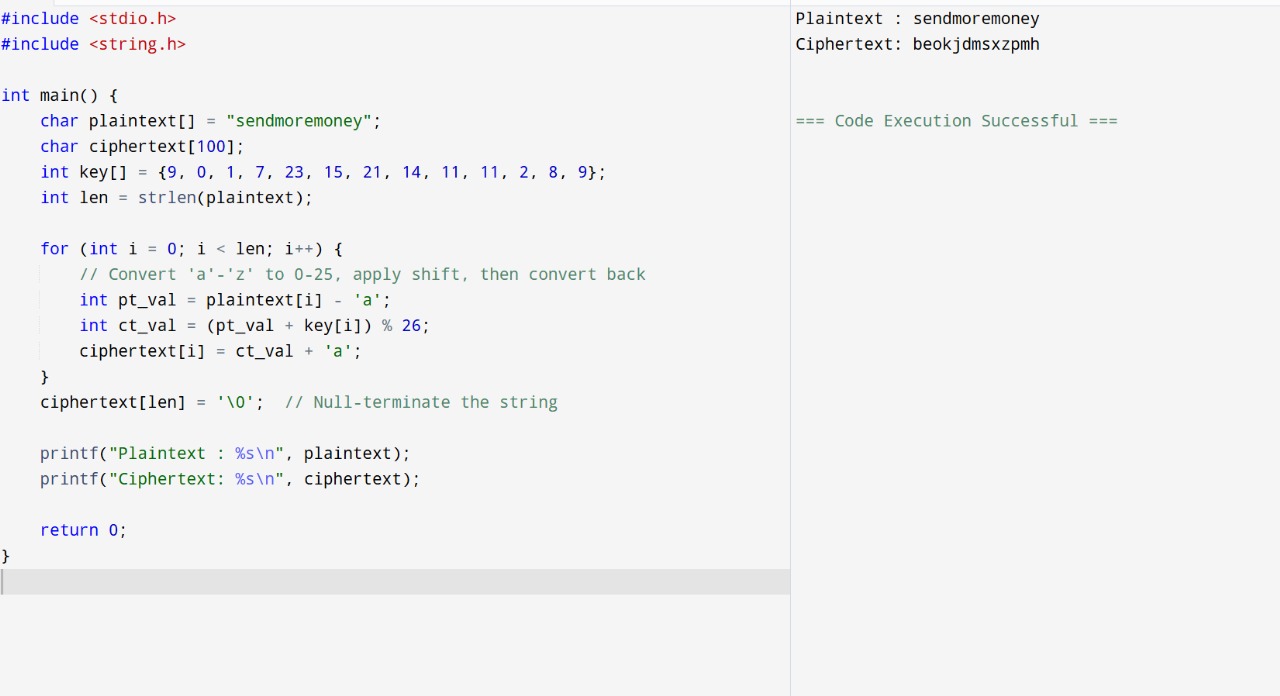 #include <stdio.h>
#include <string.h>

int main() {
    char plaintext[] = "sendmoremoney";
    char ciphertext[100];
    int key[] = {9, 0, 1, 7, 23, 15, 21, 14, 11, 11, 2, 8, 9};
    int len = strlen(plaintext);

    for (int i = 0; i < len; i++) {
        // Convert 'a'-'z' to 0-25, apply shift, then convert back
        int pt_val = plaintext[i] - 'a';
        int ct_val = (pt_val + key[i]) % 26;
        ciphertext[i] = ct_val + 'a';
    }
    ciphertext[len] = '\0';  // Null-terminate the string

    printf("Plaintext : %s\n", plaintext);
    printf("Ciphertext: %s\n", ciphertext);

    return 0;
}
Plaintext : sendmoremoney
Ciphertext: beokjdmsxzpmh
=== Code Execution Successful ===